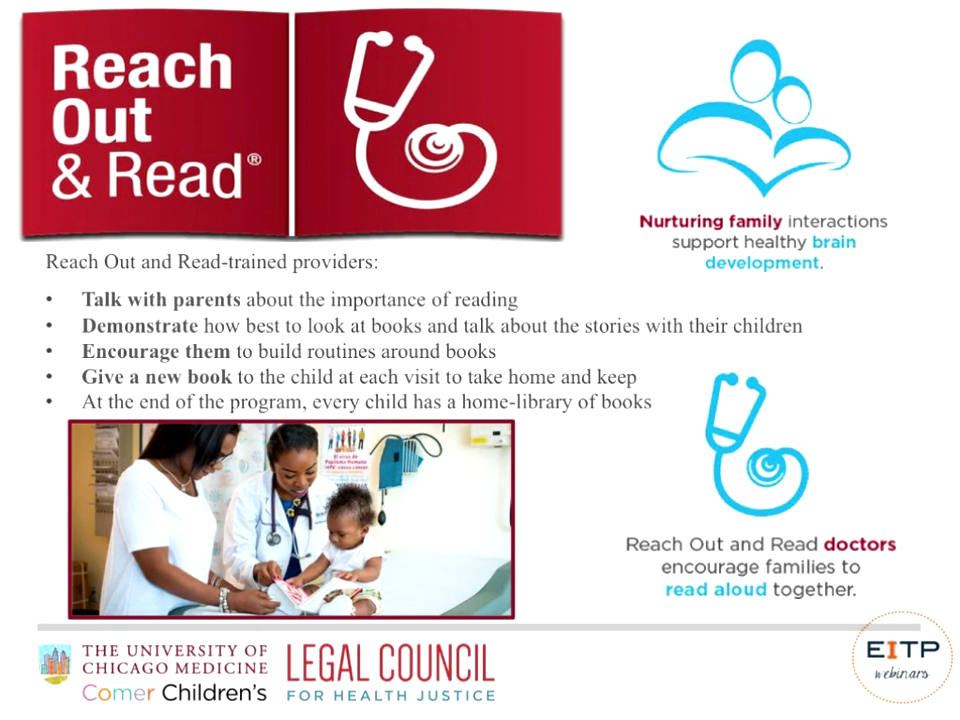 Reach
Out
& Read®
Nurturing family interactions
support healthy brain
development.
Reach Out and Read-trained providers:
• Talk with parents about the importance of reading
• Demonstrate how best to look at books and talk about the stories with their children
• Encourage them to build routines around books
• Give a new book to the child at each visit to take home and keep
• At the end of the program, every child has a home-library of books
El virus de
Papiloma Humano
Reach Out and Read doctors
encourage families to
read aloud together.
THE UNIVERSITY OF
CHICAGO MEDICINE
Comer Children's
LEGAL COUNCIL
FOR HEALTH JUSTICE
EITP
webinars